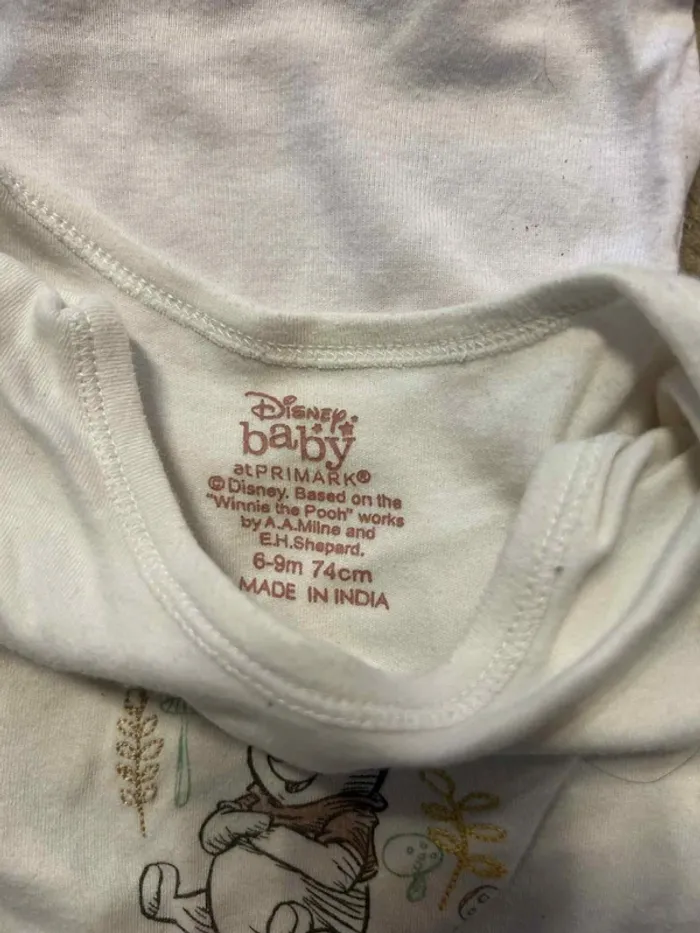 Disney
baby
at PRIMARK®
©Disney. Based on the
"Winnie the Pooh" works
by A.A.Milne and
E.H.Shepard.
6-9m 74cm
MADE IN INDIA